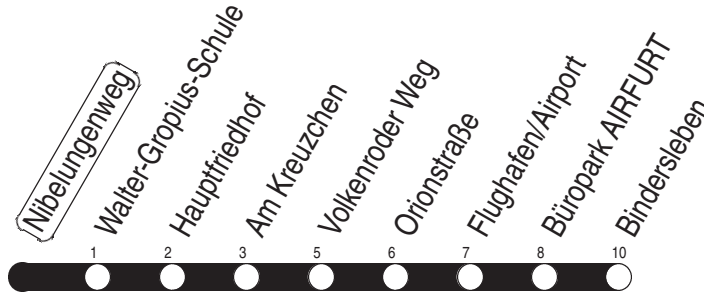 Nibelungenweg
Walter-Gropius-Schule
Hauptfriedhof
Am Kreuzchen
Volkenroder Weg
Orionstraße
Flughafen/Airport
Büropark AIRFURT
Bindersleben
1 2 3 5 6 7 8 10